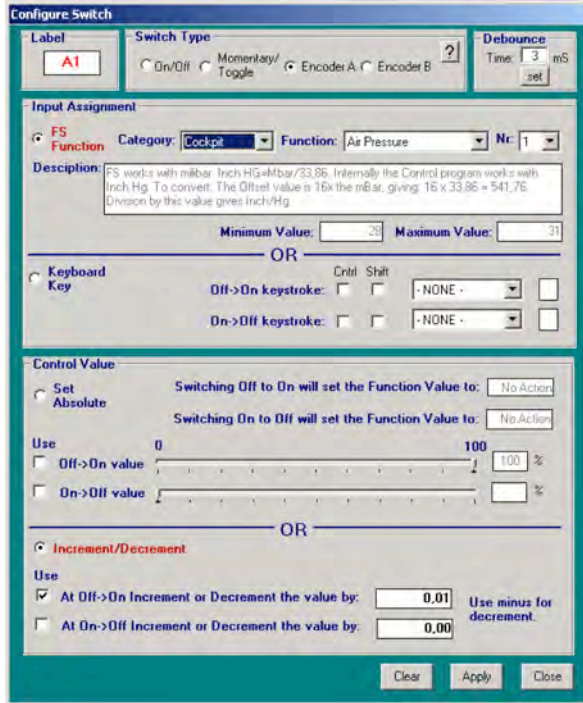 Configure Switch
Label
Switch Type
Debounce
A1
On/Off
Momentary/
Toggle
Encoder A
Encoder B
?
Time:
3
mS
set
Input Assignment
FS
Function
Category:
Cockpit
Function:
Air Pressure
Nr:
1
Desciption:
FS works with milibar. Inch HG=Mbar/33,86. Internally the Control program works with
Inch Hg. To convert: The Offset value is 16x the mBar, giving: 16 x 33,86 = 541,76.
Division by this value gives Inch/Hg
Minimum Value:
28
Maximum Value:
31
OR
Keyboard
Key
Cntrl
Shift
Off->On keystroke:
- NONE -
On->Off keystroke:
- NONE -
Control Value
Set
Absolute
Switching Off to On will set the Function Value to:
No Action
Switching On to Off will set the Function Value to:
No Action
Use
0
100
Off->On value
100
%
On->Off value
%
OR
Increment/Decrement
Use
At Off->On Increment or Decrement the value by:
0,01
Use minus for
decrement.
At On->Off Increment or Decrement the value by:
0,00
Clear
Apply
Close